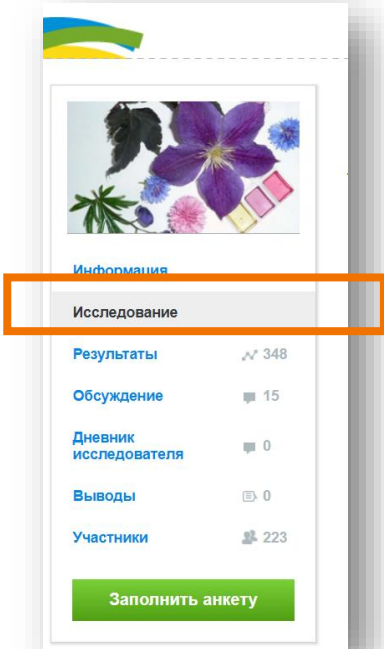 Информация
Исследование
Результаты 348
Обсуждение 15
Дневник
исследователя 0
Выводы 0
Участники 223
Заполнить анкету